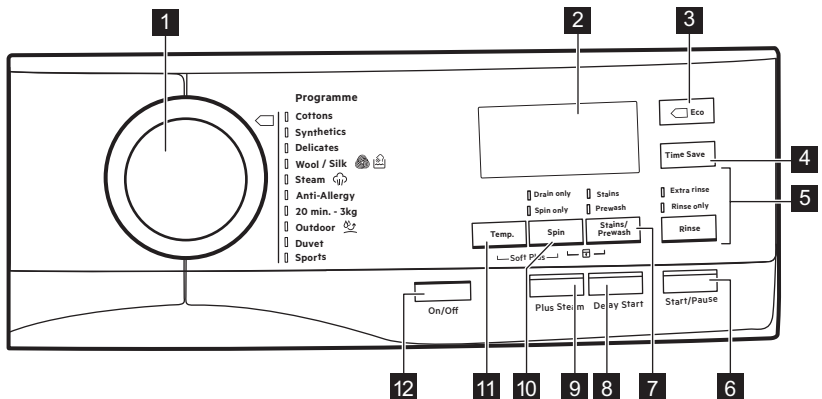 1
2
3
Programme
Cottons
Synthetics
Delicates
Wool / Silk
Steam
Anti-Allergy
20 min. - 3kg
Outdoor
Duvet
Sports
Eco
Time Save
4
5
Drain only
Stains
Spin only
Prewash
Extra rinse
Rinse only
Temp.
Spin
Stains/
Prewash
Rinse
Soft Plus
On/Off
Plus Steam
Delay Start
Start/Pause
12
11
10
9
8
7
6